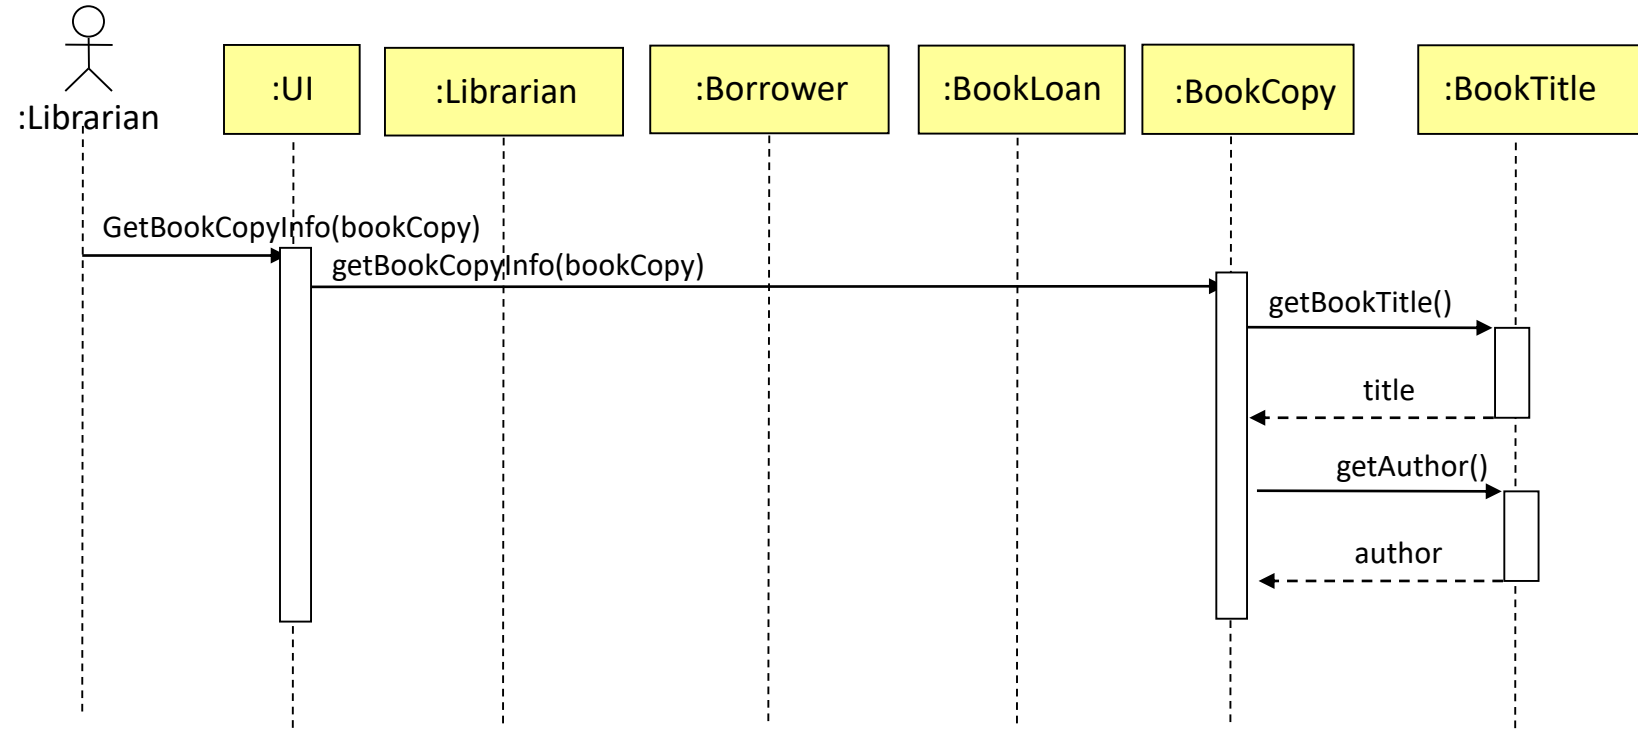 :Librarian
:UI
:Librarian
:Borrower
:BookLoan
:BookCopy
:BookTitle
GetBookCopyInfo(bookCopy)
getBookCopyInfo(bookCopy)
getBookTitle()
title
getAuthor()
author